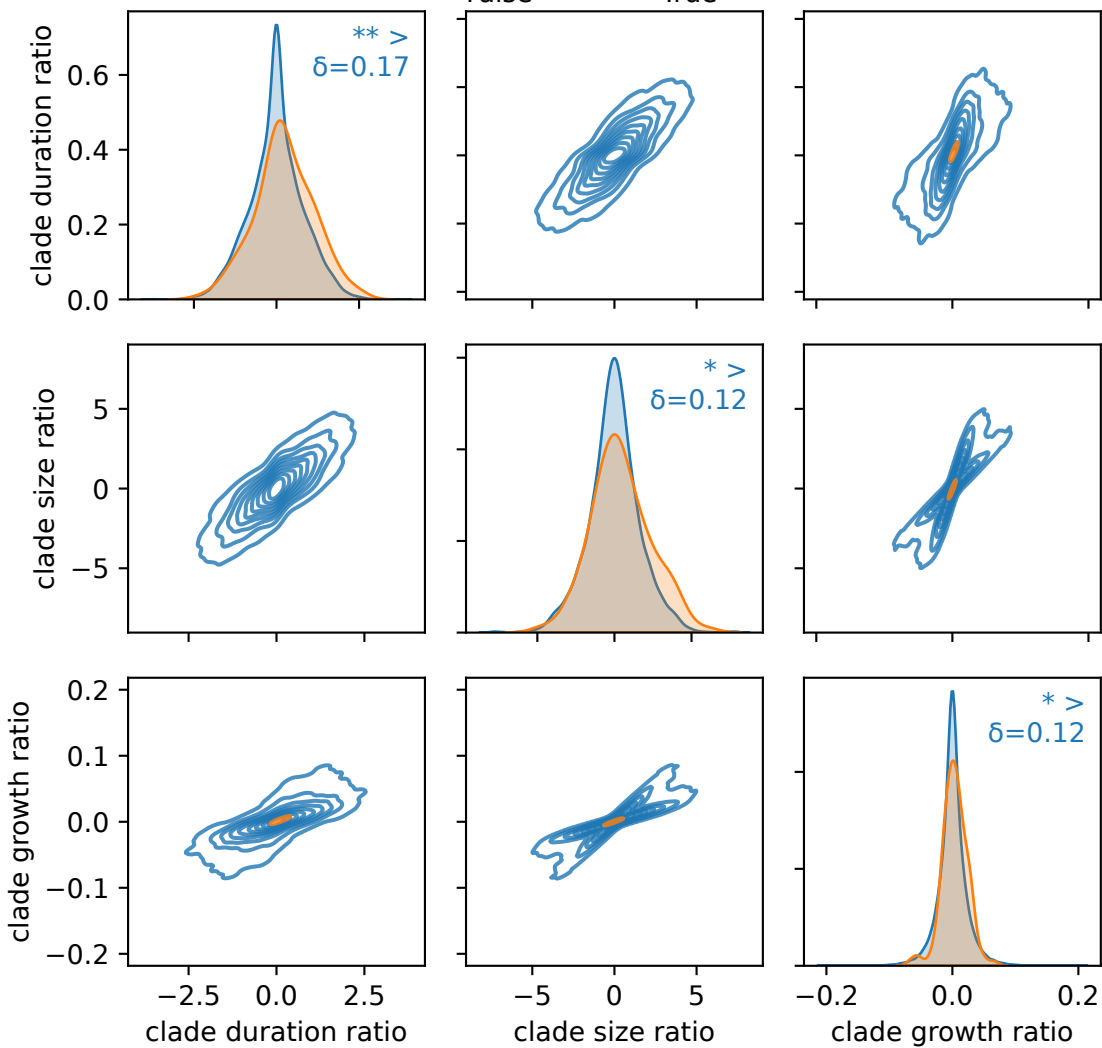 False True
clade duration ratio
0.6
0.4
0.2
0.0
** >
δ=0.17
clade size ratio
5
0
−5
* >
δ=0.12
clade growth ratio
0.2
0.1
0.0
−0.1
−0.2
* >
δ=0.12
−2.5 0.0 2.5
clade duration ratio
−5 0 5
clade size ratio
−0.2 0.0 0.2
clade growth ratio